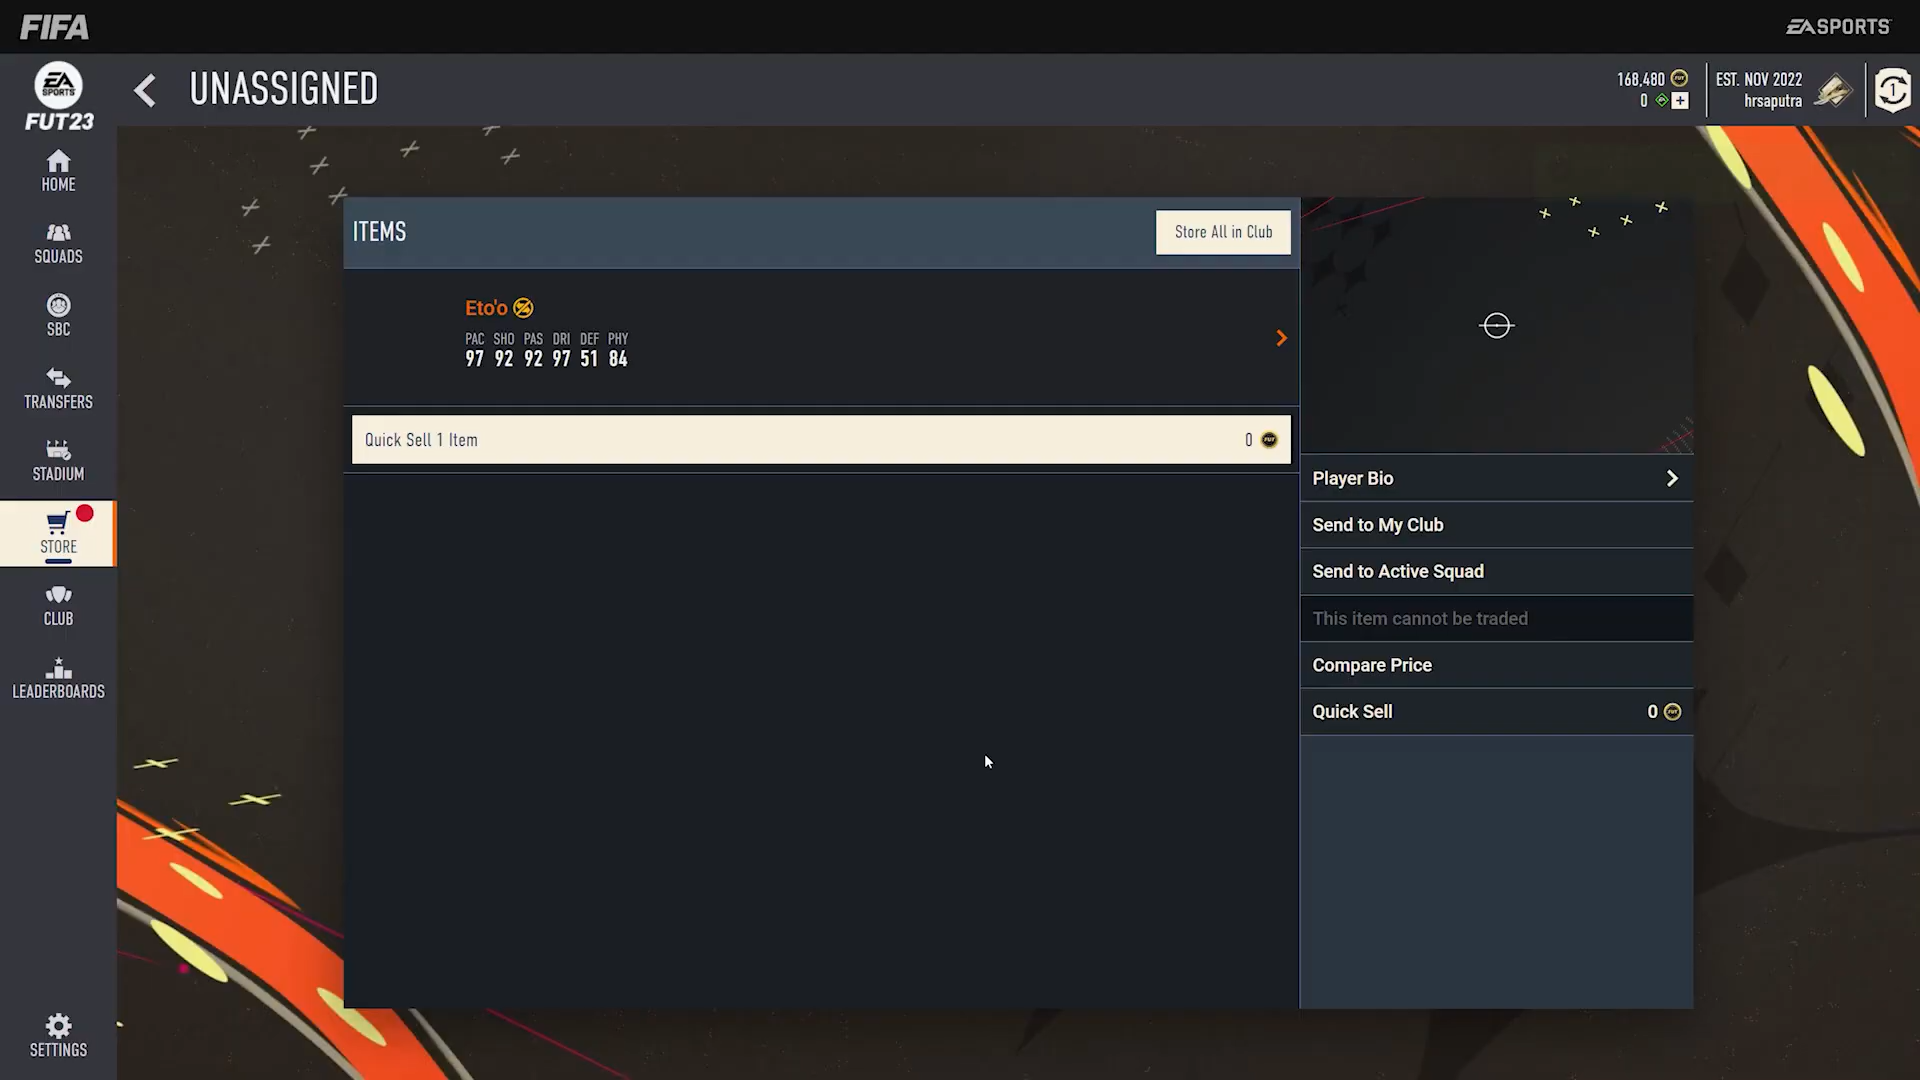 FIFA
EA SPORTS
EA SPORTS
FUT23
UNASSIGNED
168,480
0
EST. NOV 2022
hrsaputra
1
HOME
SQUADS
SBC
TRANSFERS
STADIUM
STORE
CLUB
LEADERBOARDS
SETTINGS
ITEMS
Store All in Club
Eto'o
PAC SHO PAS DRI DEF PHY
97 92 92 97 51 84
Quick Sell 1 Item 0
Player Bio
Send to My Club
Send to Active Squad
This item cannot be traded
Compare Price
Quick Sell 0